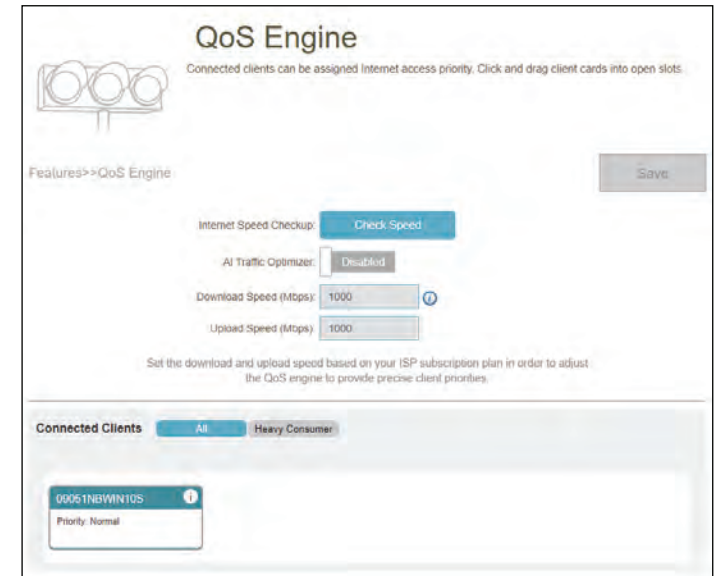 QoS Engine
Connected clients can be assigned Internet access priority. Click and drag client cards into open slots.
Features>>QoS Engine
Save
Internet Speed Checkup:
Check Speed
AI Traffic Optimizer:
Disabled
Download Speed (Mbps):
1000
i
Upload Speed (Mbps):
1000
Set the download and upload speed based on your ISP subscription plan in order to adjust
the QoS engine to provide precise client priorities.
Connected Clients
All
Heavy Consumer
09051NBWIN10S
i
Priority: Normal